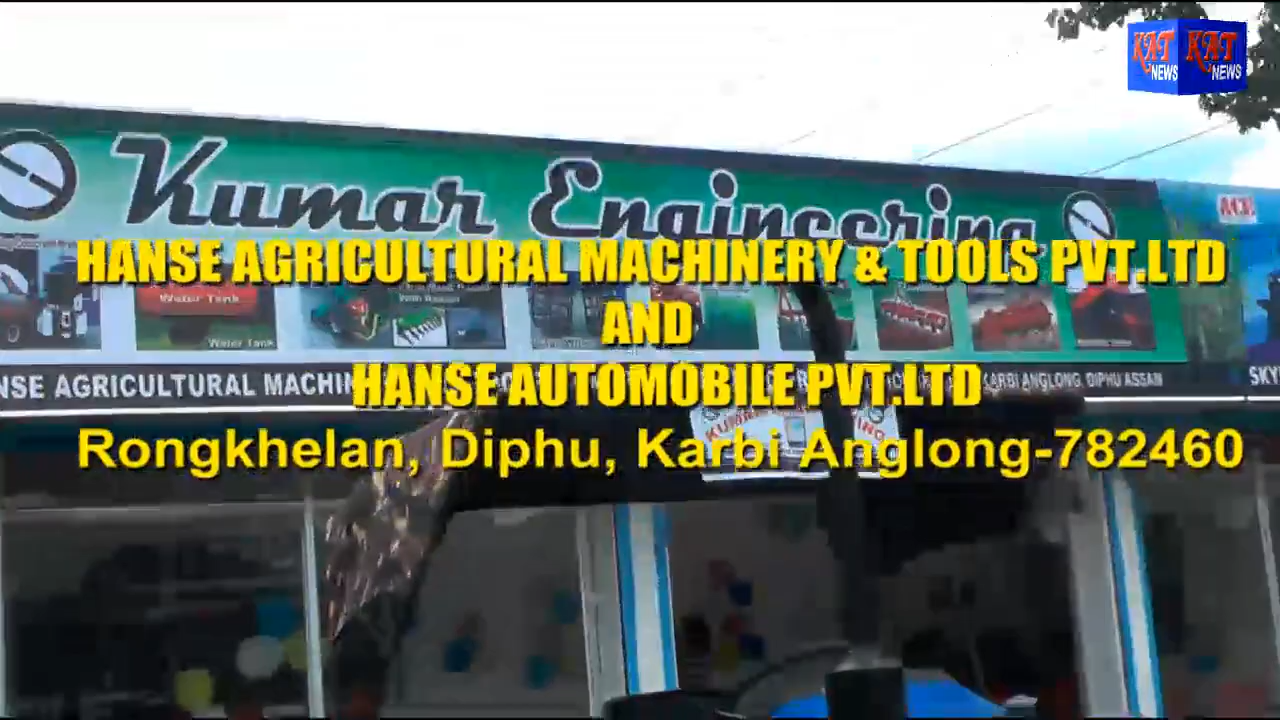 KAT NEWS KAT NEWS
Kumar Engineering
HANSE AGRICULTURAL MACHINERY & TOOLS PVT.LTD
Water Tank
Water Tank
AND
HANSE AUTOMOBILE PVT.LTD
NSE AGRICULTURAL MACHIN
KARBI ANGLONG, DIPHU ASSAM
SKY
Rongkhelan, Diphu, Karbi Anglong-782460